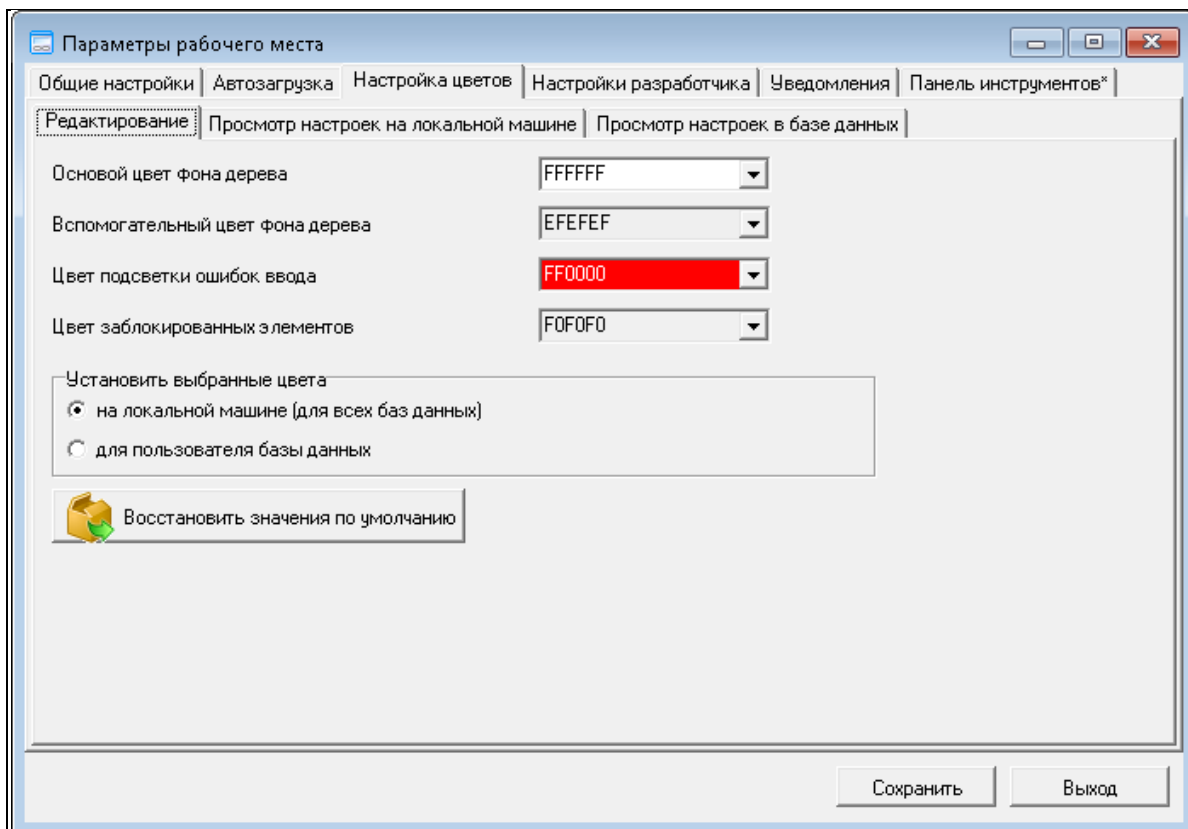 Параметры рабочего места
Общие настройки Автозагрузка Настройка цветов Настройки разработчика Уведомления Панель инструментов*
Редактирование Просмотр настроек на локальной машине Просмотр настроек в базе данных
Основой цвет фона дерева FFFFFF
Вспомогательный цвет фона дерева EFEFEF
Цвет подсветки ошибок ввода FF0000
Цвет заблокированных элементов F0F0F0
Установить выбранные цвета
на локальной машине (для всех баз данных)
для пользователя базы данных
Восстановить значения по умолчанию
Сохранить Выход